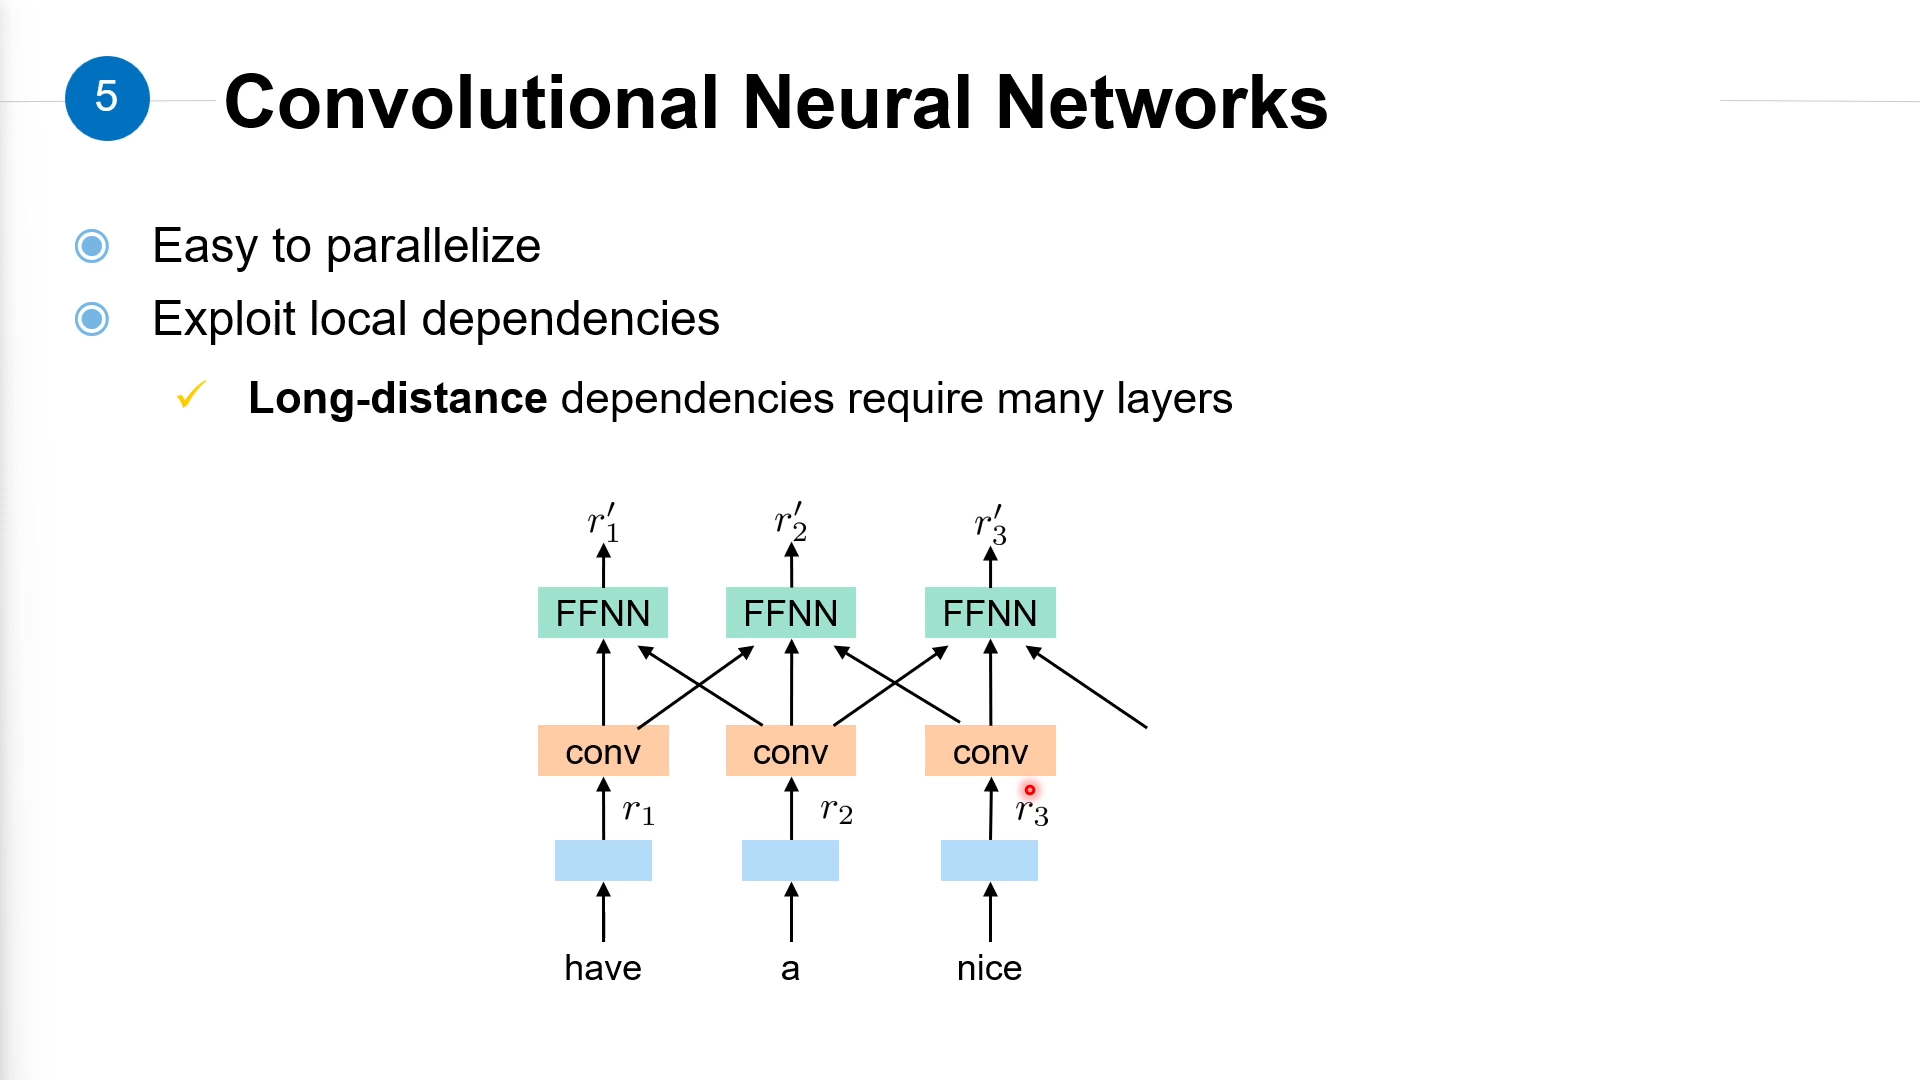 5
Convolutional Neural Networks
Easy to parallelize
Exploit local dependencies
Long-distance dependencies require many layers
r′1 r′2 r′3
FFNN FFNN FFNN
conv conv conv
r1 r2 r3
have a nice